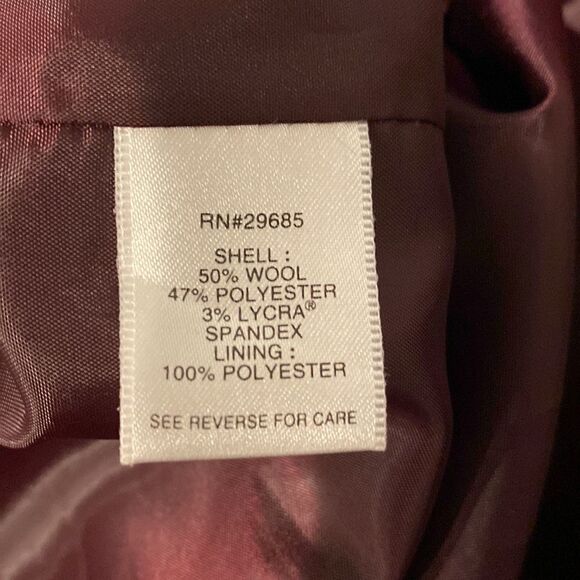 RN#29685
SHELL :
50% WOOL
47% POLYESTER
3% LYCRA®
SPANDEX
LINING :
100% POLYESTER
SEE REVERSE FOR CARE